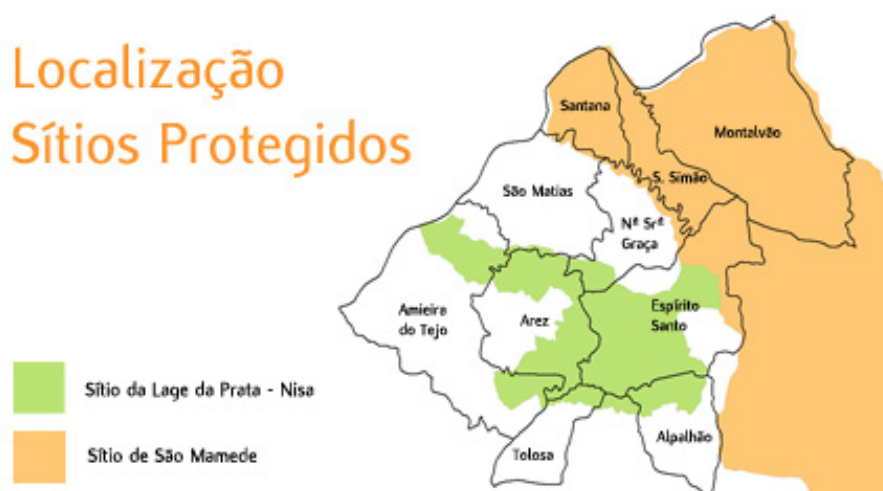 Localização
Sítios Protegidos
Santana
Montalvão
S. Simão
São Matias
Nª Srª
Graça
Amieira
do Tejo
Arez
Espírito
Santo
Tolosa
Alpalhão
Sítio da Lage da Prata - Nisa
Sítio de São Mamede